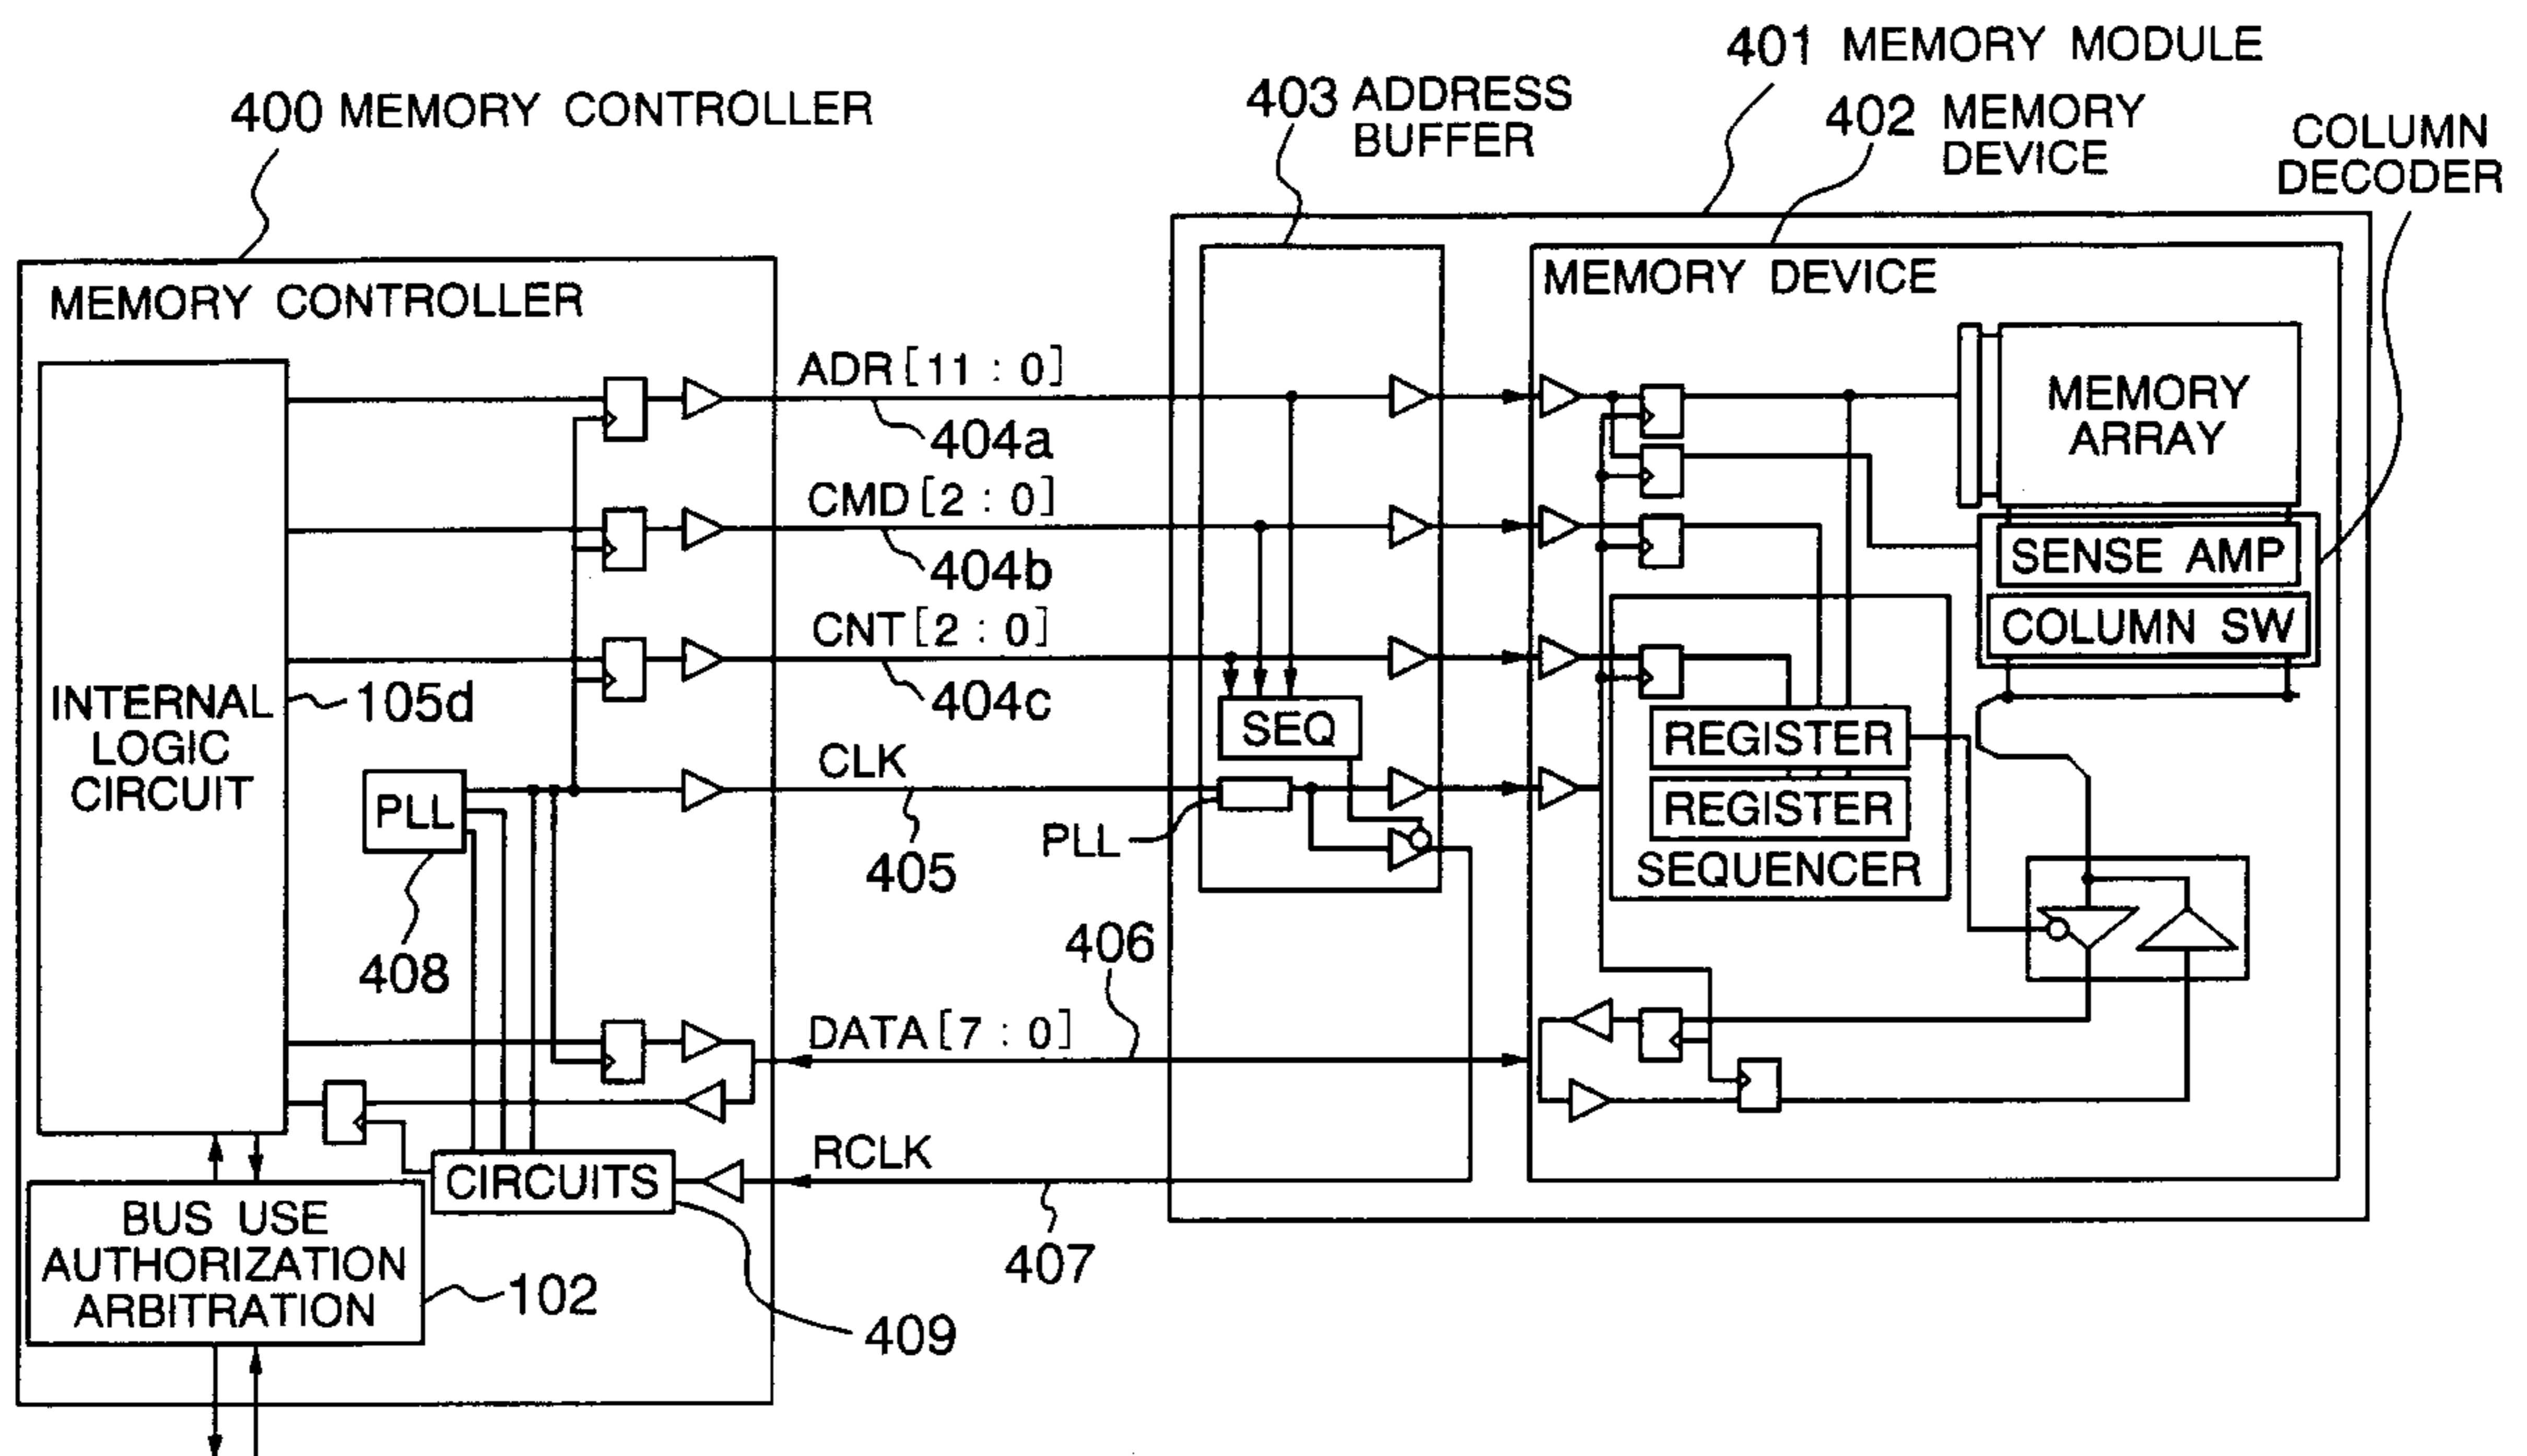 401 MEMORY MODULE
403 ADDRESS
BUFFER
400 MEMORY CONTROLLER
402 MEMORY
DEVICE
COLUMN
DECODER
MEMORY CONTROLLER
MEMORY DEVICE
ADR[11 : 0]
404a
MEMORY
ARRAY
CMD[2 : 0]
404b
SENSE AMP
CNT[2 : 0]
404c
COLUMN SW
INTERNAL
LOGIC
CIRCUIT
105d
SEQ
REGISTER
REGISTER
SEQUENCER
PLL
408
CLK
405
PLL
406
DATA[7 : 0]
RCLK
407
CIRCUITS
409
BUS USE
AUTHORIZATION
ARBITRATION
102